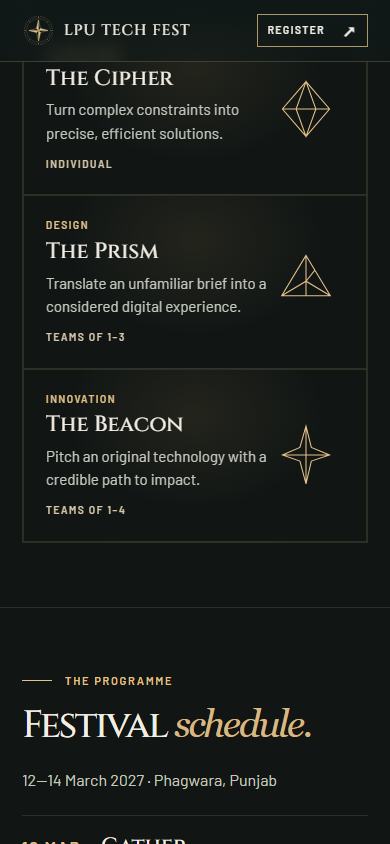 LPU TECH FEST
REGISTER ↗
The Cipher
Turn complex constraints into
precise, efficient solutions.
INDIVIDUAL
DESIGN
The Prism
Translate an unfamiliar brief into a
considered digital experience.
TEAMS OF 1–3
INNOVATION
The Beacon
Pitch an original technology with a
credible path to impact.
TEAMS OF 1–4
THE PROGRAMME
Festival schedule.
12—14 March 2027 · Phagwara, Punjab
Gather